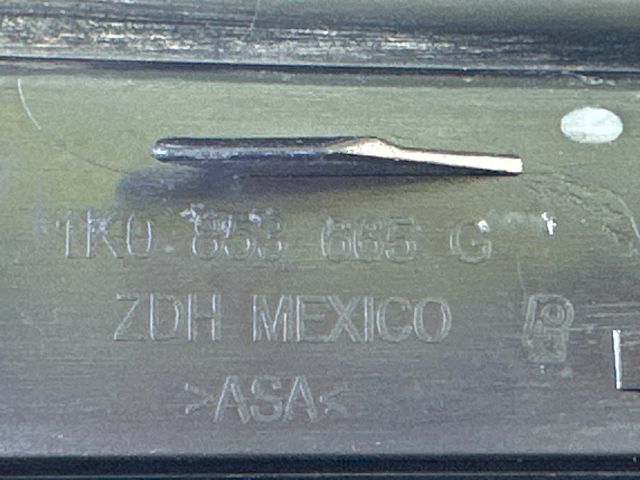 1K0 853 665 G
ZDH MEXICO
>ASA<